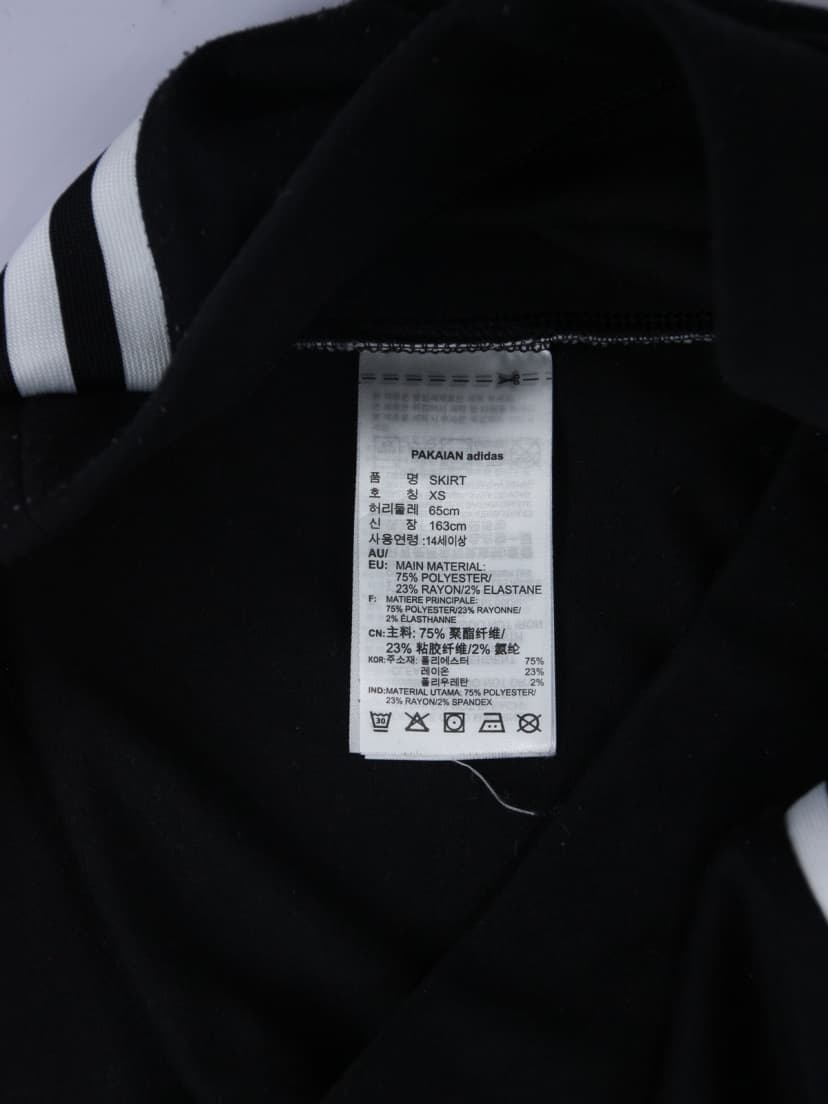 PAKAIAN adidas
품 명 SKIRT
호 칭 XS
허리둘레 65cm
신 장 163cm
사용연령 :14세이상
AU/
EU: MAIN MATERIAL:
75% POLYESTER/
23% RAYON/2% ELASTANE
F: MATIERE PRINCIPALE:
75% POLYESTER/23% RAYONNE/
2% ÉLASTHANNE
CN:主料: 75% 聚酯纤维/
23% 粘胶纤维/2% 氨纶
KOR:주소재: 폴리에스터 75%
레이온 23%
폴리우레탄 2%
IND:MATERIAL UTAMA: 75% POLYESTER/
23% RAYON/2% SPANDEX
30